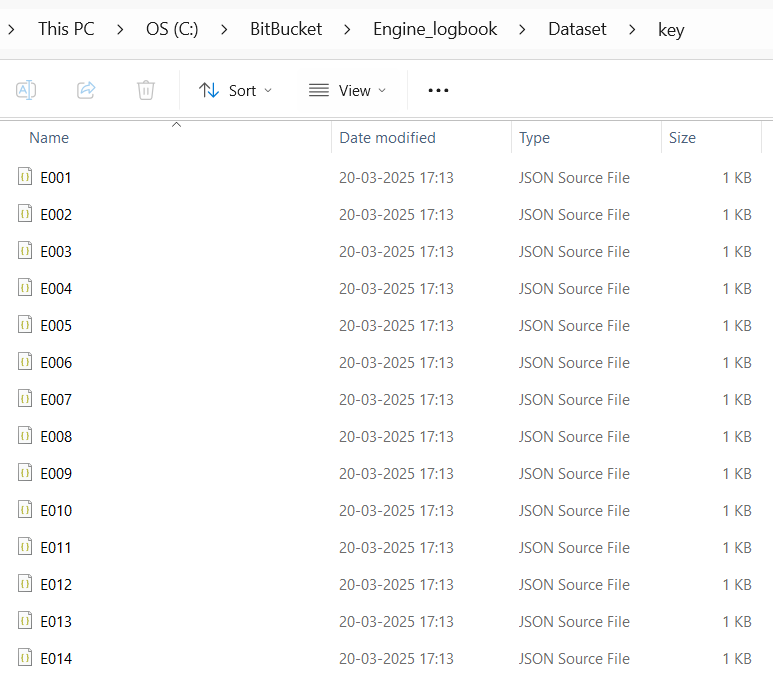 This PC > OS (C:) > BitBucket > Engine_logbook > Dataset > key
Sort View
Name Date modified Type Size
E001 20-03-2025 17:13 JSON Source File 1 KB
E002 20-03-2025 17:13 JSON Source File 1 KB
E003 20-03-2025 17:13 JSON Source File 1 KB
E004 20-03-2025 17:13 JSON Source File 1 KB
E005 20-03-2025 17:13 JSON Source File 1 KB
E006 20-03-2025 17:13 JSON Source File 1 KB
E007 20-03-2025 17:13 JSON Source File 1 KB
E008 20-03-2025 17:13 JSON Source File 1 KB
E009 20-03-2025 17:13 JSON Source File 1 KB
E010 20-03-2025 17:13 JSON Source File 1 KB
E011 20-03-2025 17:13 JSON Source File 1 KB
E012 20-03-2025 17:13 JSON Source File 1 KB
E013 20-03-2025 17:13 JSON Source File 1 KB
E014 20-03-2025 17:13 JSON Source File 1 KB